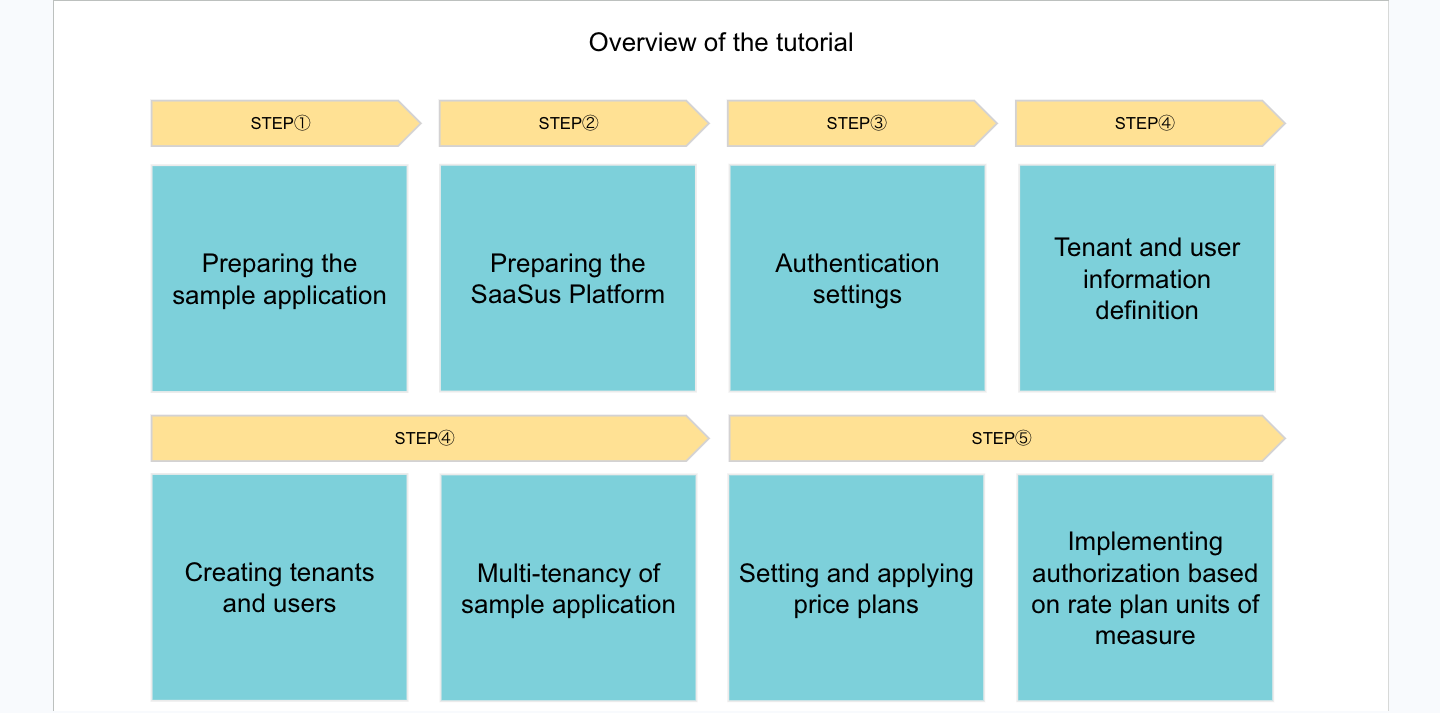 Overview of the tutorial
STEP①
STEP②
STEP③
STEP④
Preparing the
sample application
Preparing the
SaaSus Platform
Authentication
settings
Tenant and user
information
definition
STEP④
STEP⑤
Creating tenants
and users
Multi-tenancy of
sample application
Setting and applying
price plans
Implementing
authorization based
on rate plan units of
measure